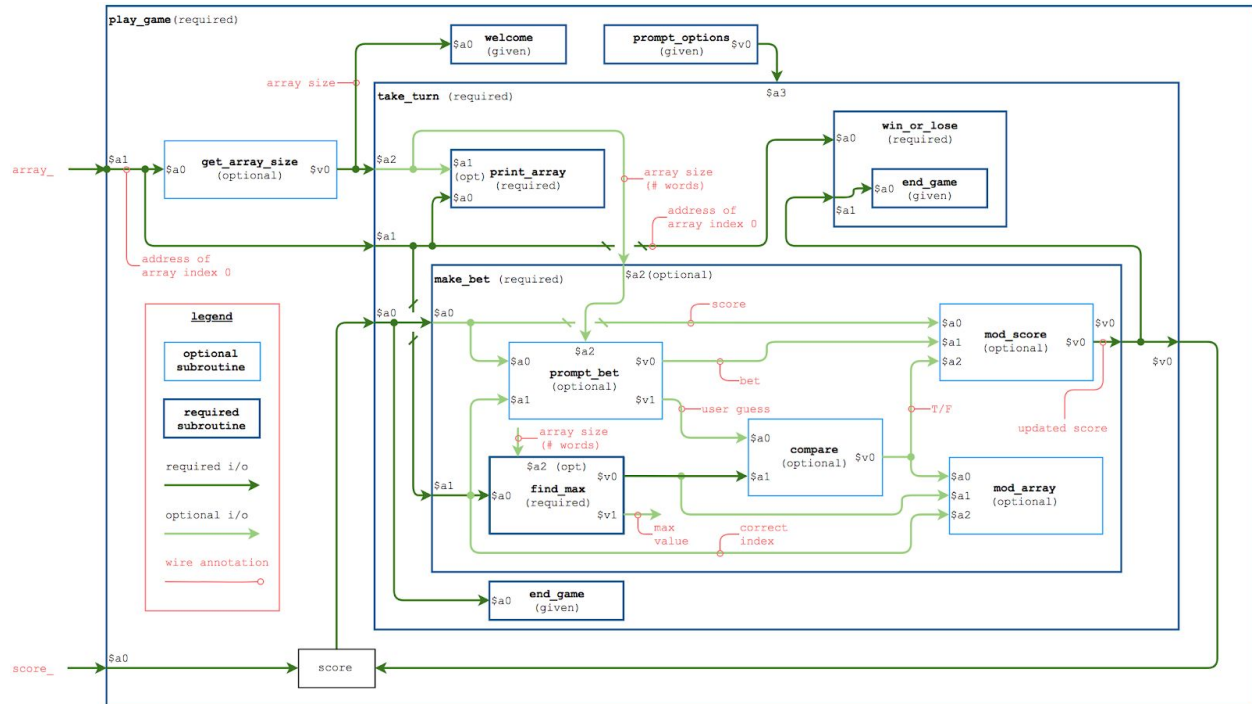 play_game(required)
welcome
$a0
(given)
prompt_options
$v0
(given)
array size
$a3
take_turn (required)
win_or_lose
$a0
(required)
end_game
$a0
(given)
$a1
array_
$a1
get_array_size
$a0
$v0
(optional)
$a2
$a1
(opt)
print_array
(required)
$a0
array size
(# words)
address of
array index 0
address of
array index 0
$a1
$a2(optional)
make_bet (required)
legend
optional
subroutine
required
subroutine
required i/o
optional i/o
wire annotation
$a0
$a0
score
$a2
$a0
$v0
prompt_bet
(optional)
$a1
$v1
bet
user guess
$a0
mod_score
$v0
$a1
$v0
(optional)
$a2
$v0
T/F
updated score
array size
(# words)
$a0
compare
$v0
(optional)
$a1
$a1
$a2 (opt)
$v0
$a0
find_max
(required)
$v1
max
value
correct
index
$a0
mod_array
$a1
(optional)
$a2
end_game
$a0
(given)
score_
$a0
score